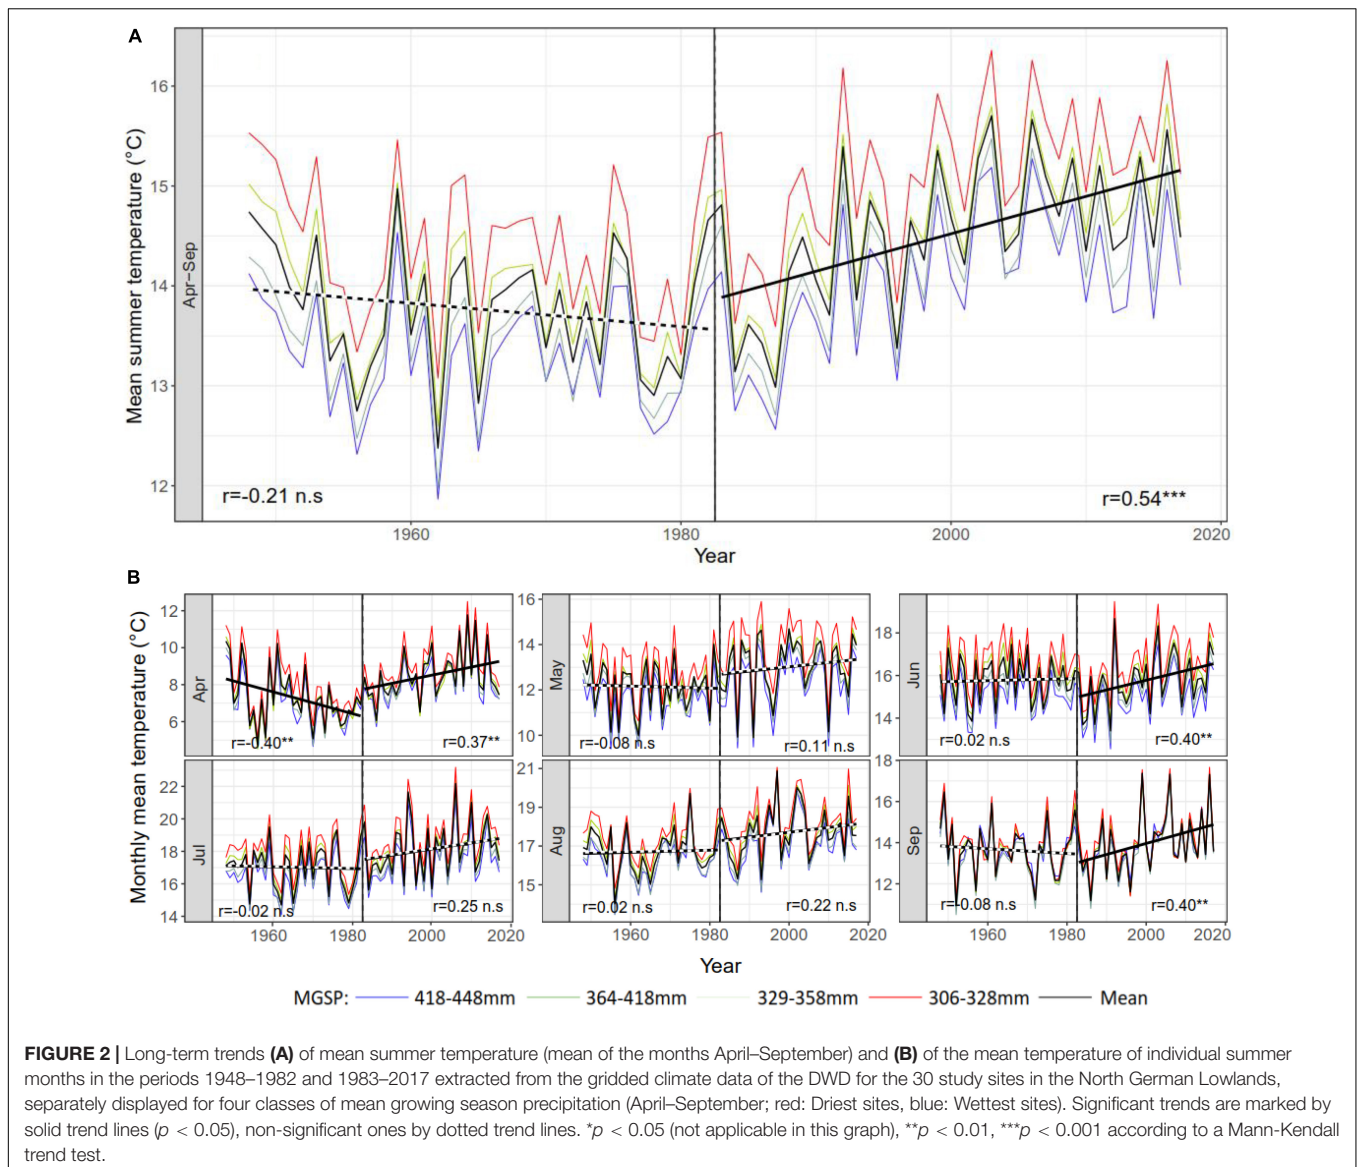 A
Apr-Sep
Mean summer temperature (°C)
16
15
14
13
12
r=-0.21 n.s
r=0.54***
1960
1980
2000
2020
Year
B
Monthly mean temperature (°C)
Apr
12
10
8
6
r=-0.40**
r=0.37**
May
16
14
12
10
r=-0.08 n.s
r=0.11 n.s
Jun
18
16
14
r=0.02 n.s
r=0.40**
Jul
22
20
18
16
14
r=-0.02 n.s
r=0.25 n.s
1960
1980
2000
2020
Aug
21
19
17
15
r=0.02 n.s
r=0.22 n.s
1960
1980
2000
2020
Sep
18
16
14
12
r=-0.08 n.s
r=0.40**
1960
1980
2000
2020
Year
MGSP: 418-448mm 364-418mm 329-358mm 306-328mm Mean
FIGURE 2 | Long-term trends (A) of mean summer temperature (mean of the months April–September) and (B) of the mean temperature of individual summer
months in the periods 1948–1982 and 1983–2017 extracted from the gridded climate data of the DWD for the 30 study sites in the North German Lowlands,
separately displayed for four classes of mean growing season precipitation (April–September; red: Driest sites, blue: Wettest sites). Significant trends are marked by
solid trend lines (p < 0.05), non-significant ones by dotted trend lines. *p < 0.05 (not applicable in this graph), **p < 0.01, ***p < 0.001 according to a Mann-Kendall
trend test.